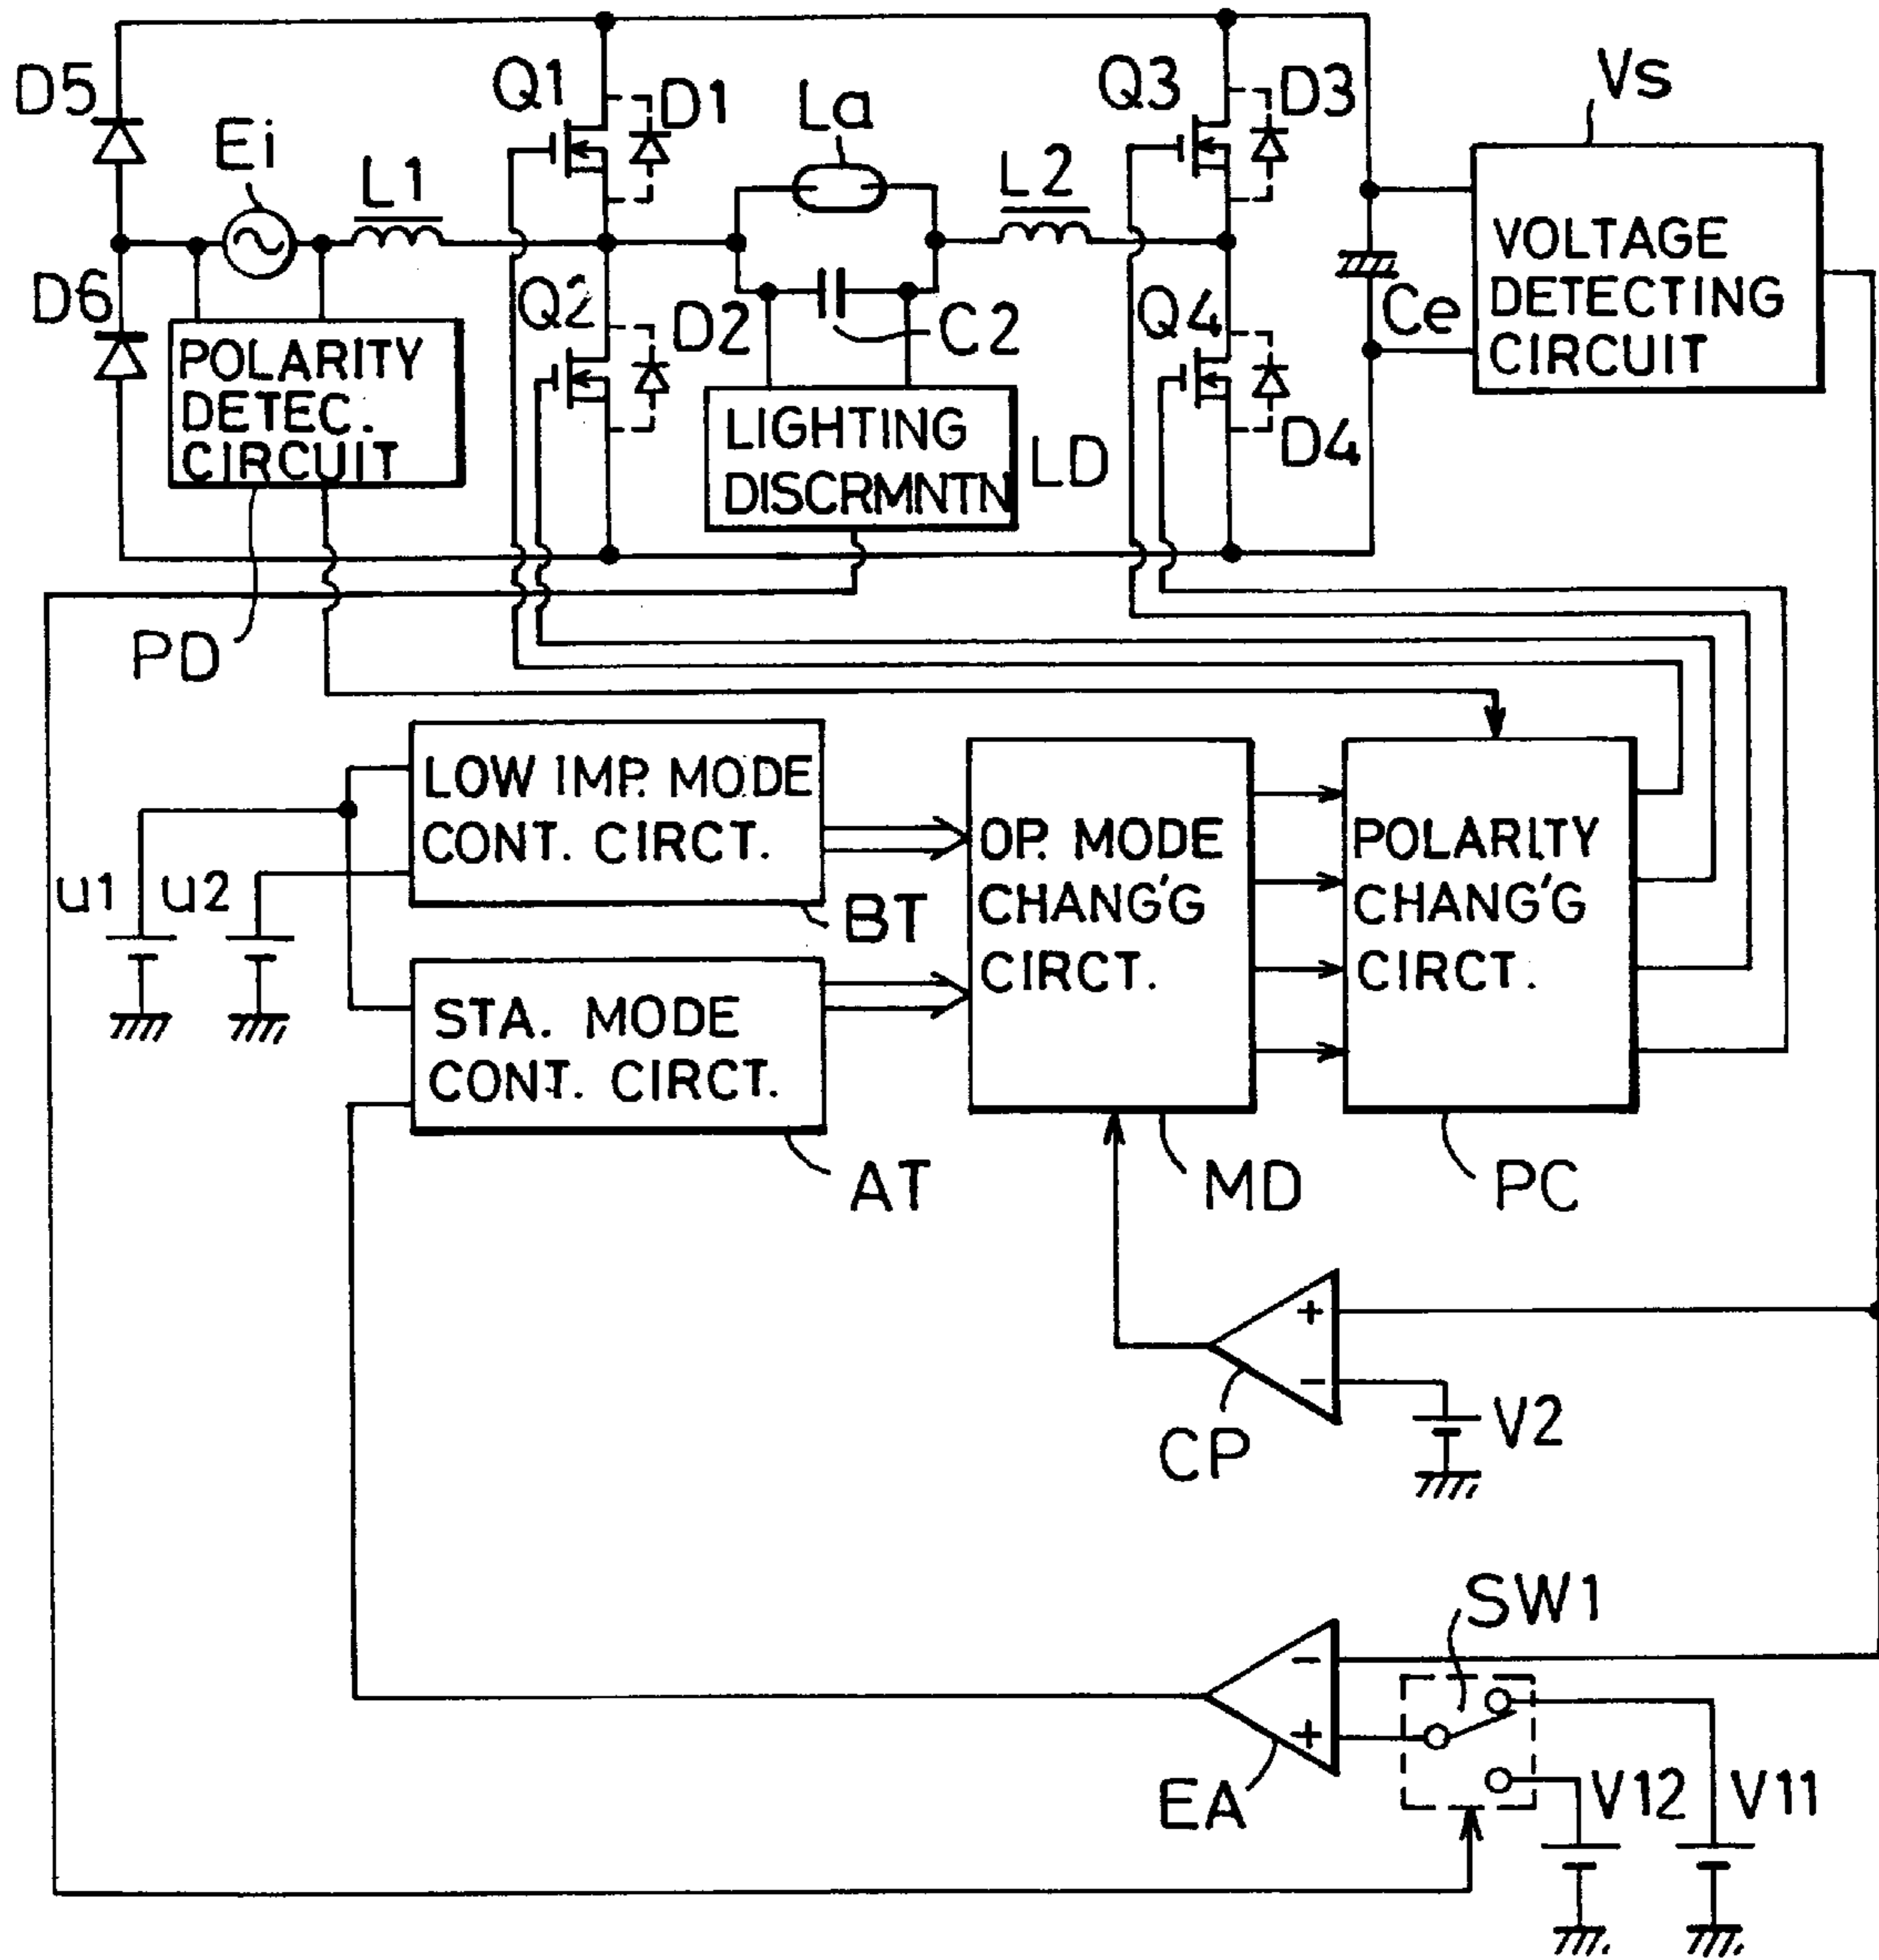 D5
Ei
L1
Q1
D1
La
L2
Q3
D3
Vs
D6
Q2
D2
C2
Q4
D4
Ce
VOLTAGE
DETECTING
CIRCUIT
POLARITY
DETEC.
CIRCUIT
LIGHTING
DISCRMNTN
LD
PD
LOW IMP. MODE
CONT. CIRCT.
BT
u1
u2
STA. MODE
CONT. CIRCT.
AT
OP. MODE
CHANG'G
CIRCT.
MD
POLARITY
CHANG'G
CIRCT.
PC
+
-
CP
V2
SW1
-
+
EA
V12
V11